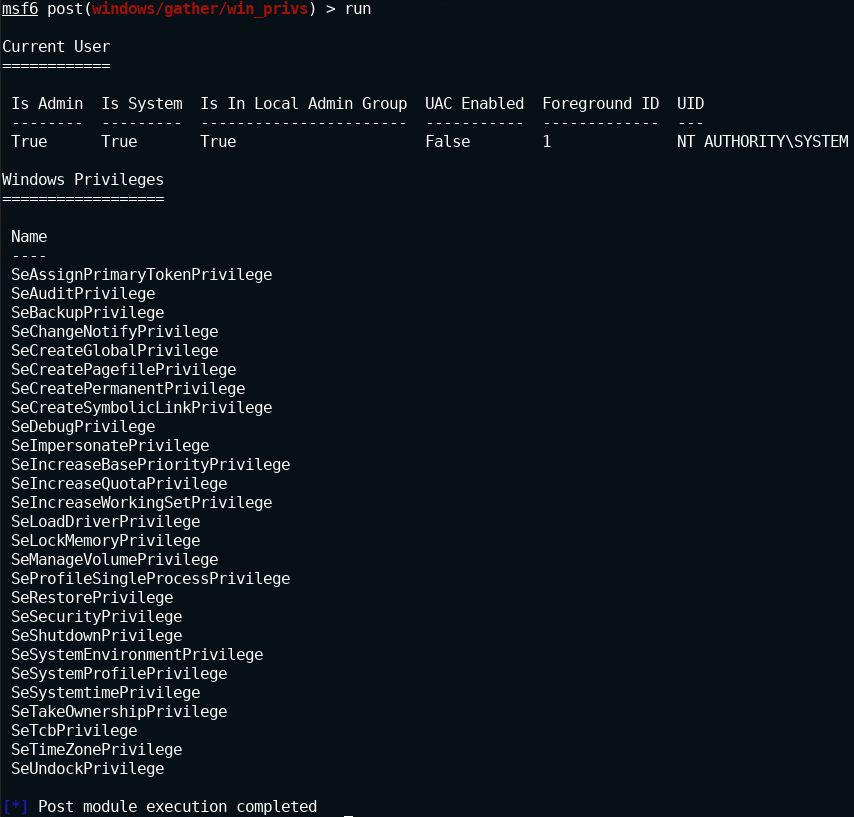 msf6 post(windows/gather/win_privs) > run
Current User
============
Is Admin  Is System  Is In Local Admin Group  UAC Enabled  Foreground ID  UID
--------  ---------  -----------------------  -----------  -------------  ---
True      True       True                     False        1              NT AUTHORITY\SYSTEM
Windows Privileges
==================
Name
----
SeAssignPrimaryTokenPrivilege
SeAuditPrivilege
SeBackupPrivilege
SeChangeNotifyPrivilege
SeCreateGlobalPrivilege
SeCreatePagefilePrivilege
SeCreatePermanentPrivilege
SeCreateSymbolicLinkPrivilege
SeDebugPrivilege
SeImpersonatePrivilege
SeIncreaseBasePriorityPrivilege
SeIncreaseQuotaPrivilege
SeIncreaseWorkingSetPrivilege
SeLoadDriverPrivilege
SeLockMemoryPrivilege
SeManageVolumePrivilege
SeProfileSingleProcessPrivilege
SeRestorePrivilege
SeSecurityPrivilege
SeShutdownPrivilege
SeSystemEnvironmentPrivilege
SeSystemProfilePrivilege
SeSystemtimePrivilege
SeTakeOwnershipPrivilege
SeTcbPrivilege
SeTimeZonePrivilege
SeUndockPrivilege
[*] Post module execution completed